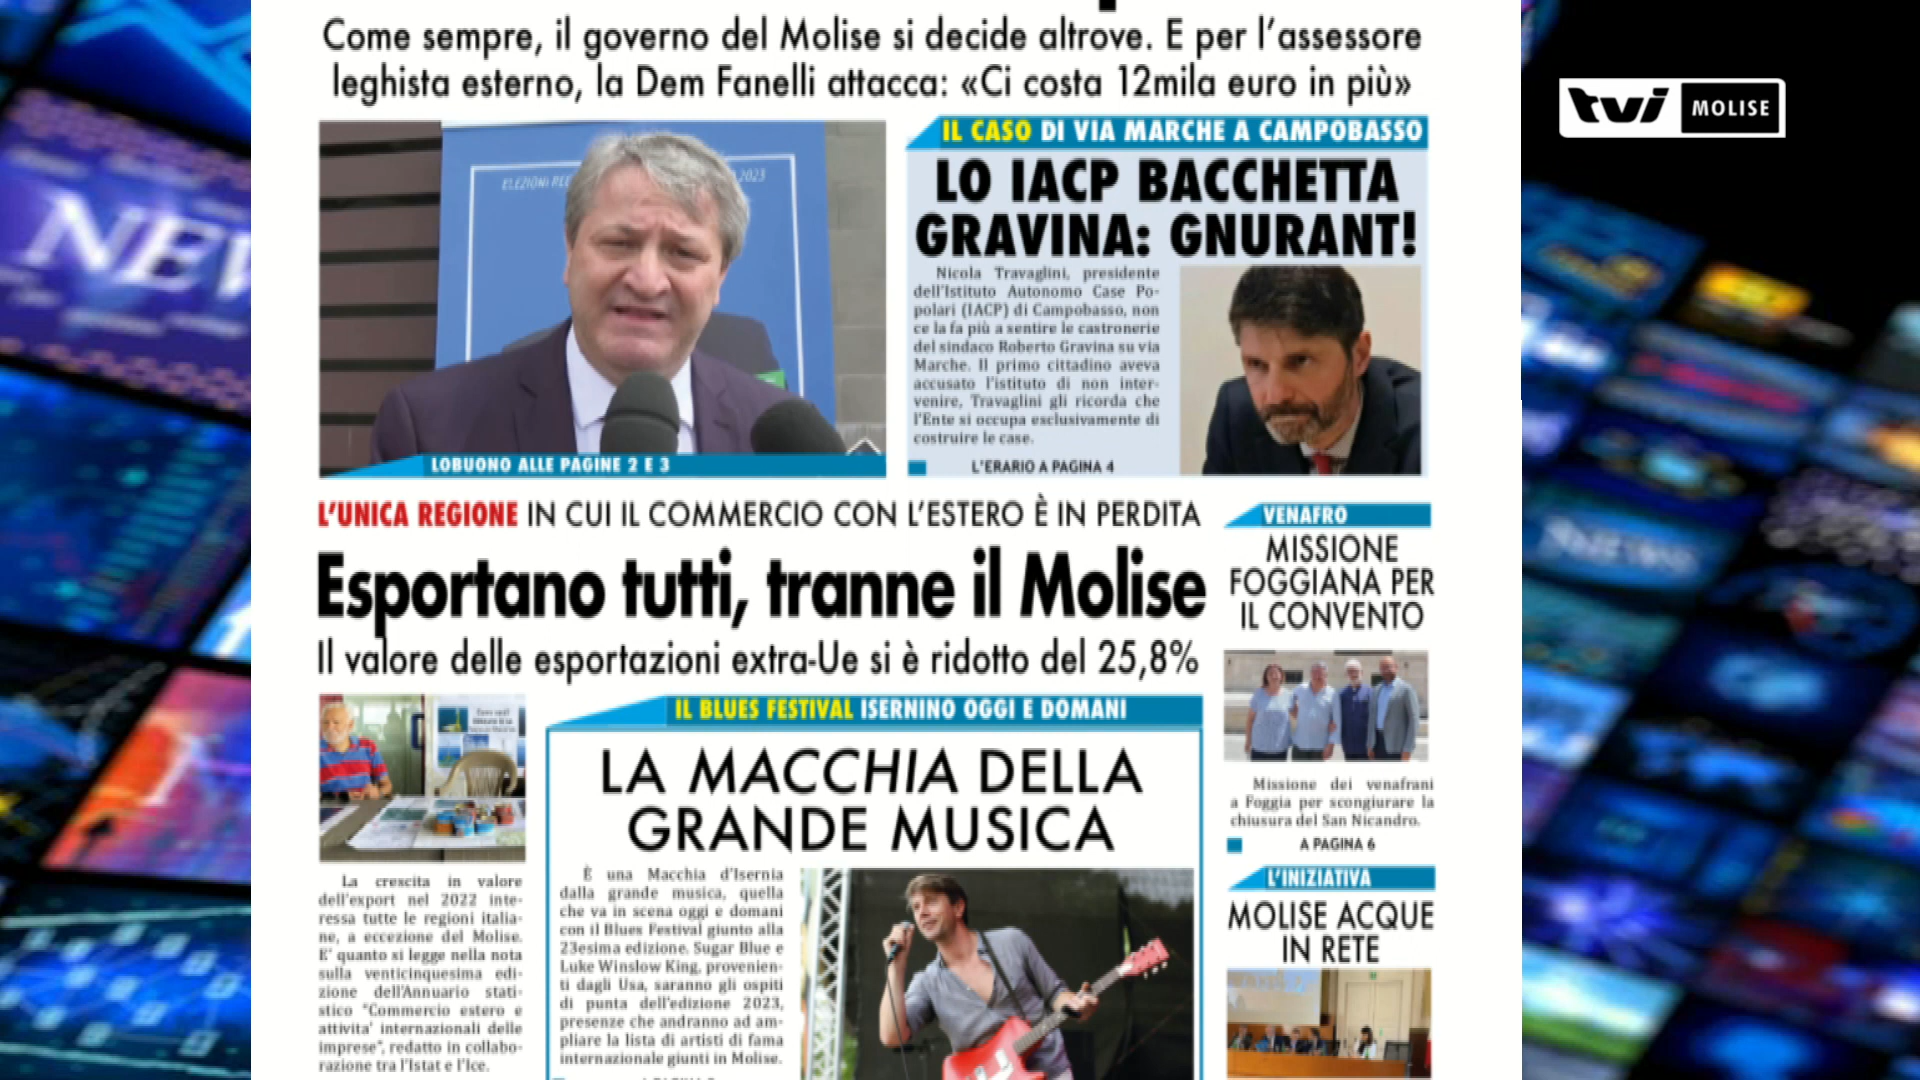 Come sempre, il governo del Molise si decide altrove. E per l'assessore
leghista esterno, la Dem Fanelli attacca: «Ci costa 12mila euro in più»
tvi MOLISE
ELEZIONI REG
2023
LOBUONO ALLE PAGINE 2 E 3
IL CASO DI VIA MARCHE A CAMPOBASSO
LO IACP BACCHETTA
GRAVINA: GNURANT!
Nicola Travaglini, presidente
dell'Istituto Autonomo Case Po-
polari (IACP) di Campobasso, non
ce la fa più a sentire le castronerie
del sindaco Roberto Gravina su via
Marche. Il primo cittadino aveva
accusato l'istituto di non inter-
venire, Travaglini gli ricorda che
l'Ente si occupa esclusivamente di
costruire le case.
L'ERARIO A PAGINA 4
L'UNICA REGIONE IN CUI IL COMMERCIO CON L'ESTERO È IN PERDITA
Esportano tutti, tranne il Molise
Il valore delle esportazioni extra-Ue si è ridotto del 25,8%
La crescita in valore
dell'export nel 2022 inte-
ressa tutte le regioni italia-
ne, a eccezione del Molise.
E' quanto si legge nella nota
sulla venticinquesima edi-
zione dell'Annuario stati-
stico "Commercio estero e
attivita' internazionali delle
imprese", redatto in collabo-
razione tra l'Istat e l'Ice.
IL BLUES FESTIVAL ISERNINO OGGI E DOMANI
LA MACCHIA DELLA
GRANDE MUSICA
È una Macchia d'Isernia
dalla grande musica, quella
che va in scena oggi e domani
con il Blues Festival giunto alla
23esima edizione. Sugar Blue e
Luke Winslow King, provenien-
ti dagli Usa, saranno gli ospiti
di punta dell'edizione 2023,
presenze che andranno ad am-
pliare la lista di artisti di fama
internazionale giunti in Molise.
VENAFRO
MISSIONE
FOGGIANA PER
IL CONVENTO
Missione dei venafrani
a Foggia per scongiurare la
chiusura del San Nicandro.
A PAGINA 6
L'INIZIATIVA
MOLISE ACQUE
IN RETE
NEW
NEWS